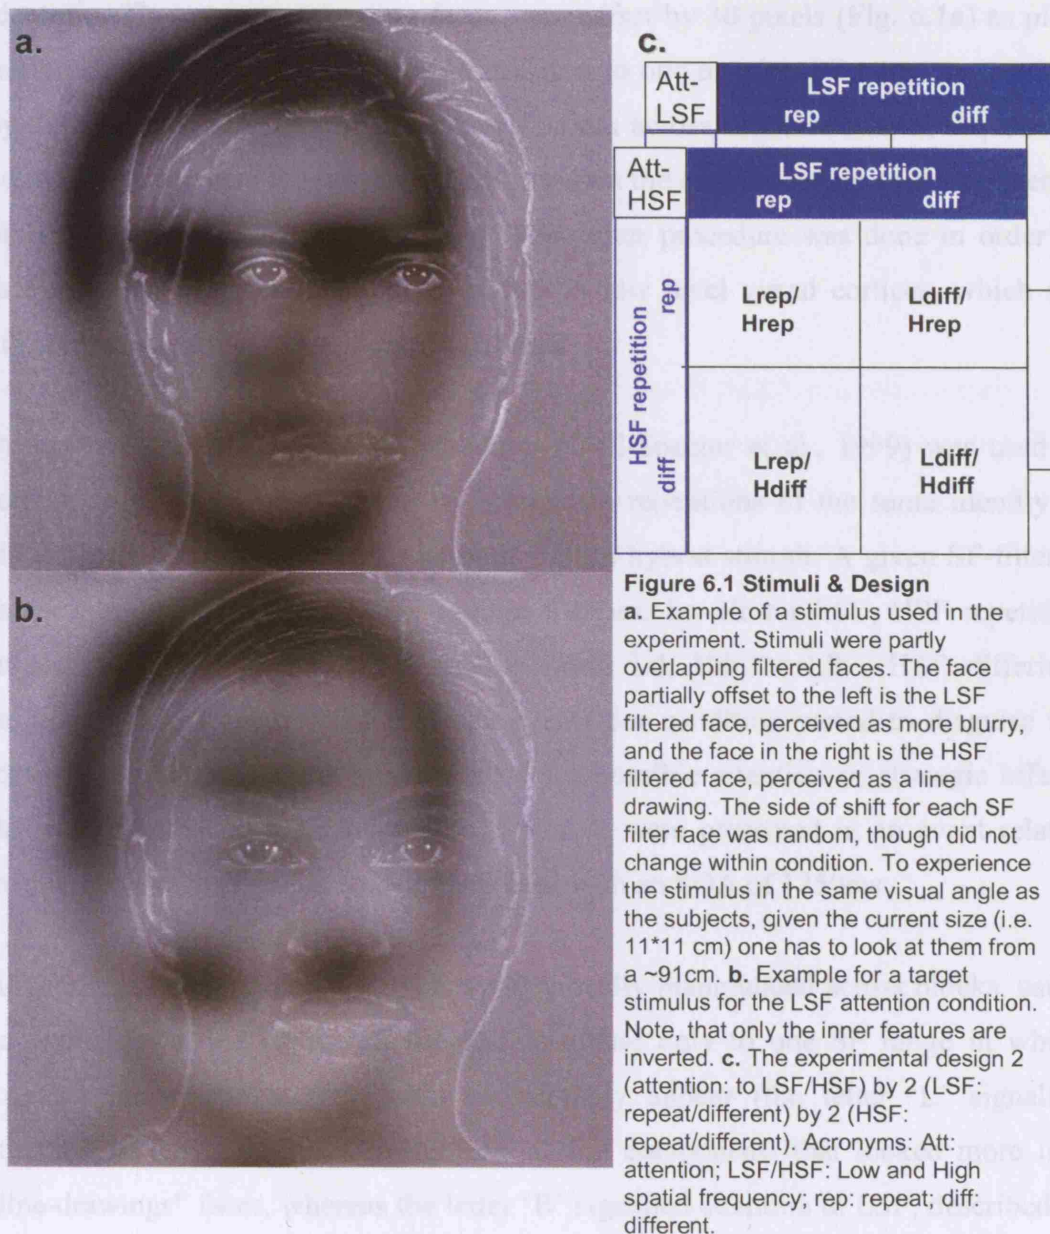 a.
b.
c.
Att-
LSF
LSF repetition
rep diff
Att-
HSF
LSF repetition
rep diff
HSF repetition
rep
diff
Lrep/
Hrep
Ldiff/
Hrep
Lrep/
Hdiff
Ldiff/
Hdiff
Figure 6.1 Stimuli & Design
a. Example of a stimulus used in the
experiment. Stimuli were partly
overlapping filtered faces. The face
partially offset to the left is the LSF
filtered face, perceived as more blurry,
and the face in the right is the HSF
filtered face, perceived as a line
drawing. The side of shift for each SF
filter face was random, though did not
change within condition. To experience
the stimulus in the same visual angle as
the subjects, given the current size (i.e.
11*11 cm) one has to look at them from
a ~91cm. b. Example for a target
stimulus for the LSF attention condition.
Note, that only the inner features are
inverted. c. The experimental design 2
(attention: to LSF/HSF) by 2 (LSF:
repeat/different) by 2 (HSF:
repeat/different) Acronyms: Att:
attention; LSF/HSF: Low and High
spatial frequency; rep: repeat; diff:
different.